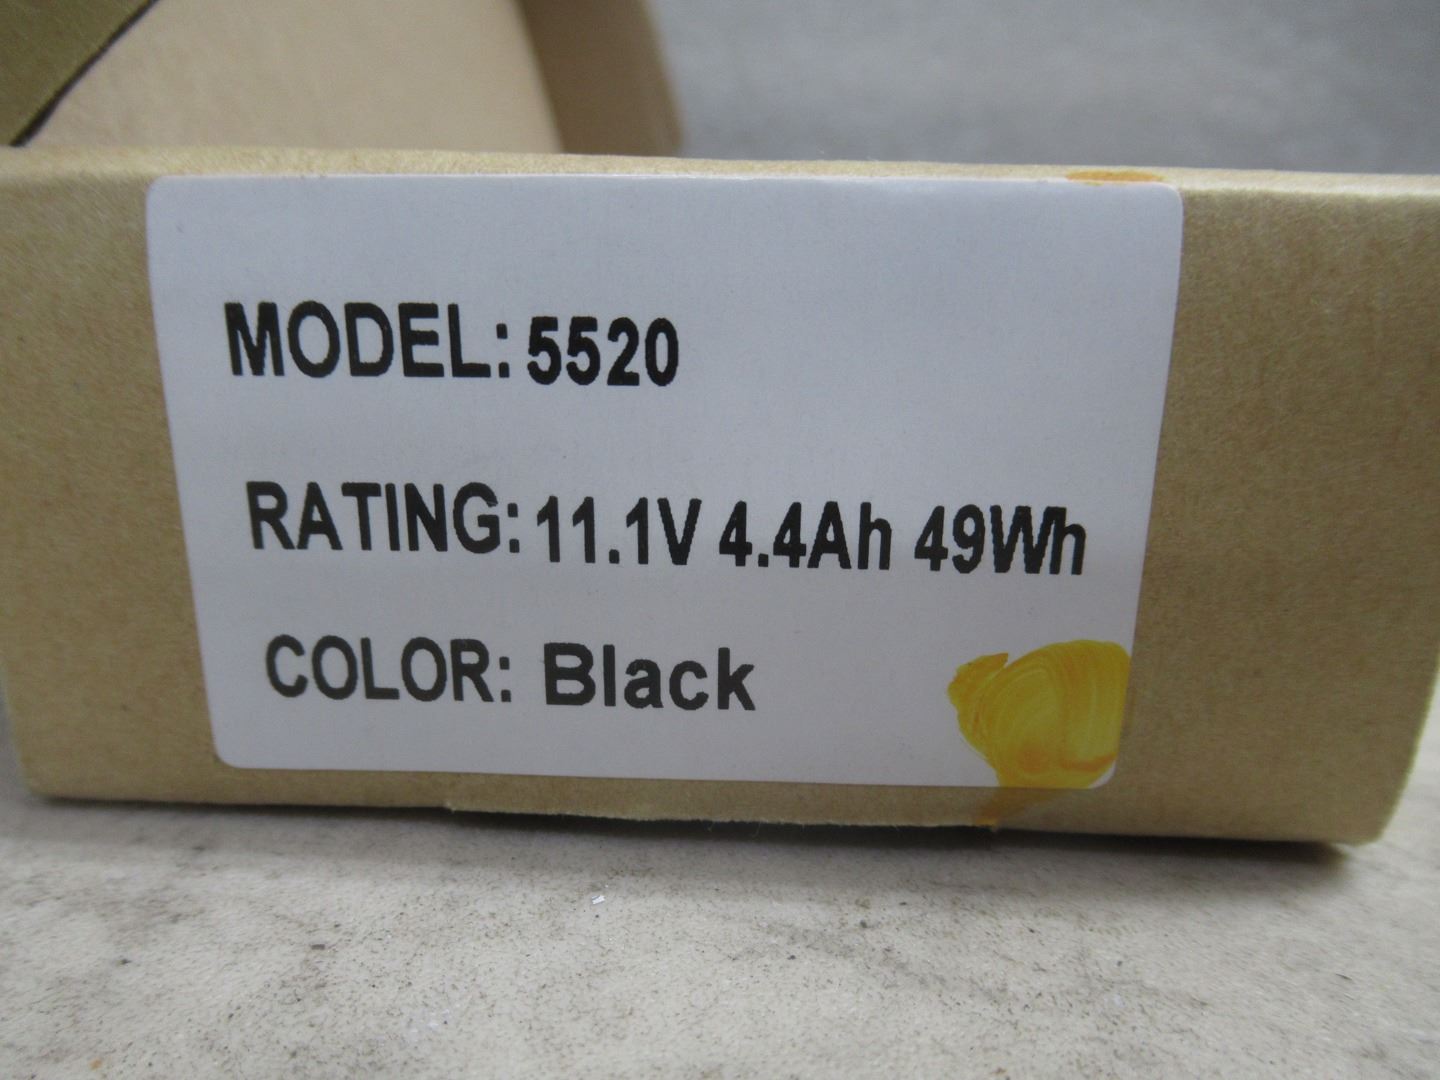 MODEL: 5520
RATING: 11.1V 4.4Ah 49Wh
COLOR: Black